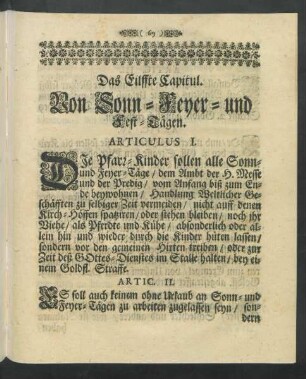 ( 63 )
Das Eilffte Capitul.
Von Sonn- Feyer- und
Fest-Tägen.
ARTICULUS I.
DIe Pfarr-Kinder sollen alle Sonn-
und Feyer-Täge / dem Ambt der H. Messe
und der Predig / vom Anfang biß zum En-
de beywohnen / Handlung Weltlicher Ge-
schäfften zu selbiger Zeit vermeiden / nicht auff denen
Kirch-Höffen spaziren / oder stehen bleiben / noch ihr
Viehe / als Pferdte und Kühe / absonderlich oder al-
lein hin und wieder durch die Kinder hüten lassen /
sondern vor den gemeinen Hirten treiben / oder zur
Zeit deß GOttes-Dienstes im Stalle halten / bey ei-
nem Goldfl. Straff.
ARTIC. II.
ES soll auch keinem ohne Urlaub an Sonn- und
Feyer-Tägen zu arbeiten zugelassen seyn / son-
dern